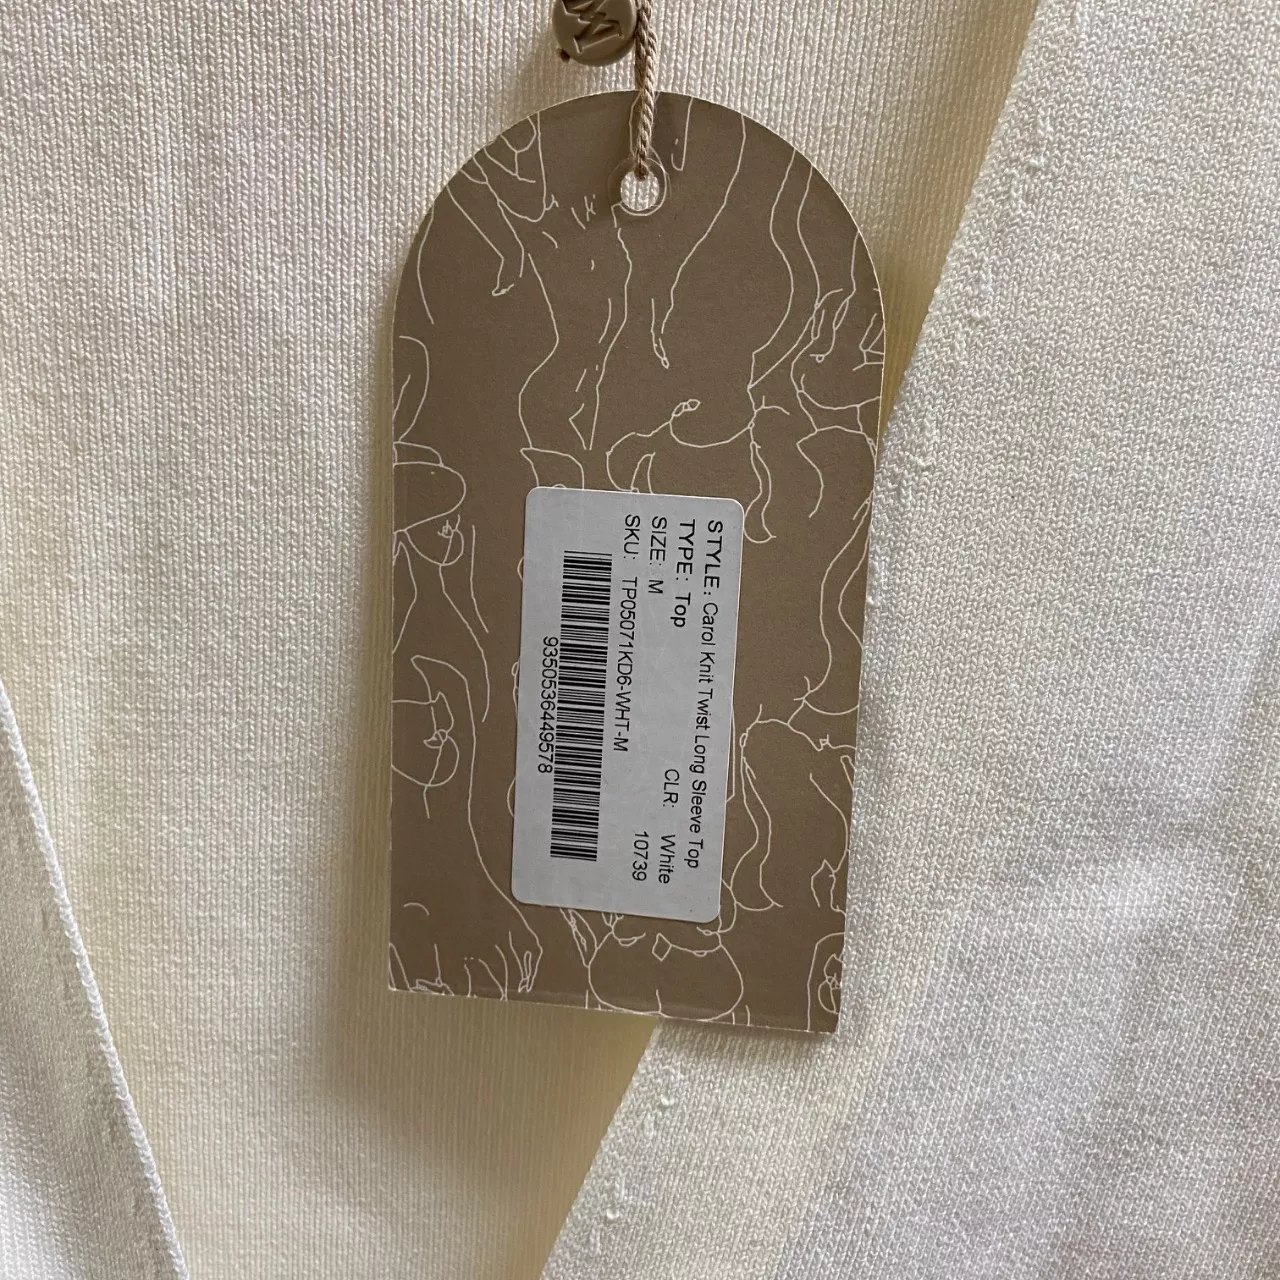 STYLE: Carol Knit Twist Long Sleeve Top
TYPE: Top
SIZE: M CLR: White
SKU: TP05071KD6-WHT-M 10739
9350536449578